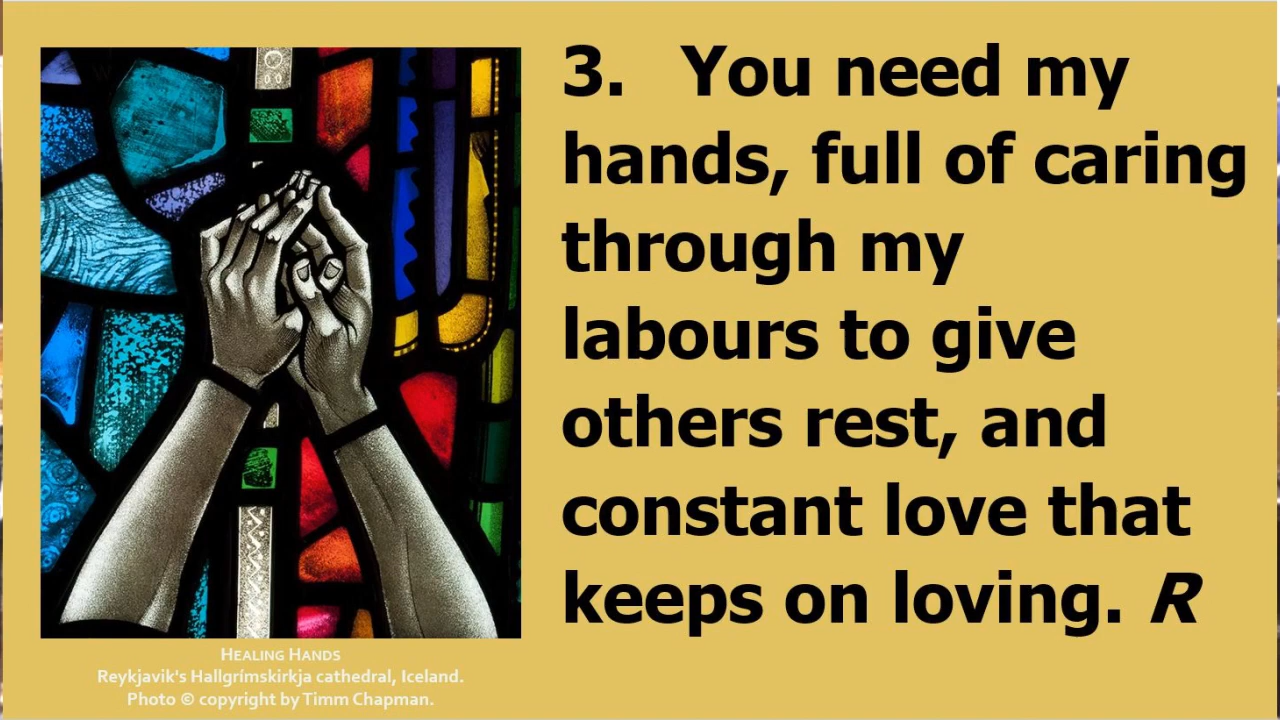 3. You need my
hands, full of caring
through my
labours to give
others rest, and
constant love that
keeps on loving. R
HEALING HANDS
Reykjavik's Hallgrímskirkja cathedral, Iceland.
Photo © copyright by Timm Chapman.